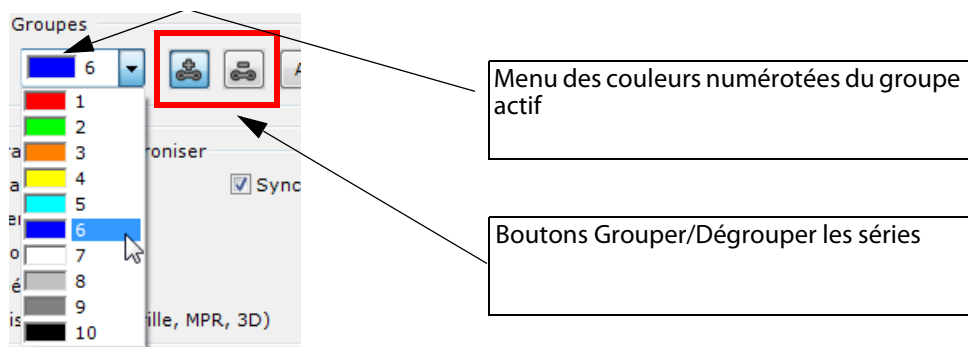 Groupes
6
A
Menu des couleurs numérotées du groupe
actif
1
2
3
roniser
4
Sync
5
6
Boutons Grouper/Dégrouper les séries
7
8
9
ille, MPR, 3D)
10